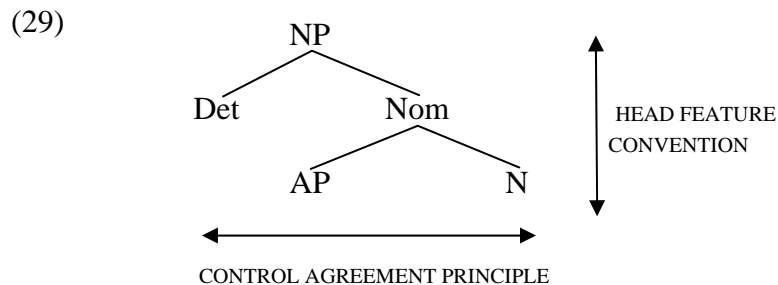 (29)
NP
Det Nom
HEAD FEATURE
CONVENTION
AP N
CONTROL AGREEMENT PRINCIPLE